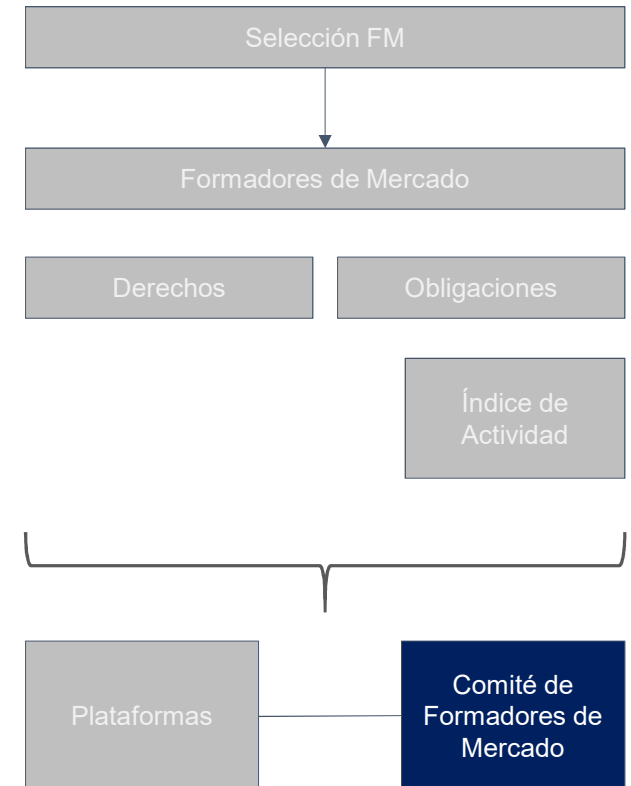 Selección FM
Formadores de Mercado
Derechos
Obligaciones
Índice de
Actividad
Plataformas
Comité de
Formadores de
Mercado